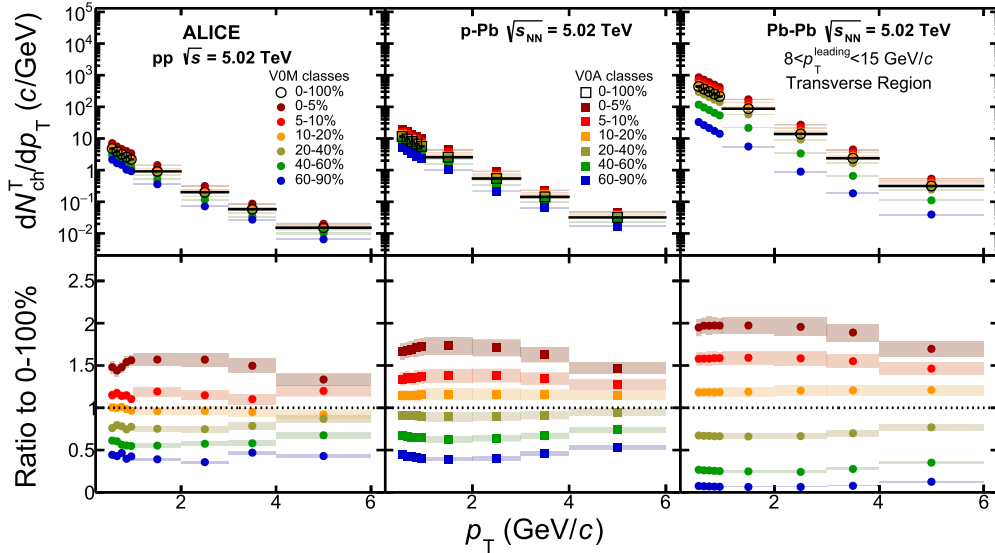 ALICE
pp √s = 5.02 TeV
V0M classes
0-100%
0-5%
5-10%
10-20%
20-40%
40-60%
60-90%
p-Pb √sNN = 5.02 TeV
V0A classes
0-100%
0-5%
5-10%
10-20%
20-40%
40-60%
60-90%
Pb-Pb √sNN = 5.02 TeV
8<pTleading<15 GeV/c
Transverse Region
dNchT/dpT (c/GeV)
10⁵
10⁴
10³
10²
10
1
10⁻¹
10⁻²
Ratio to 0-100%
2.5
2
1.5
1
0.5
0
2 4 6 2 4 6 2 4 6
pT (GeV/c)